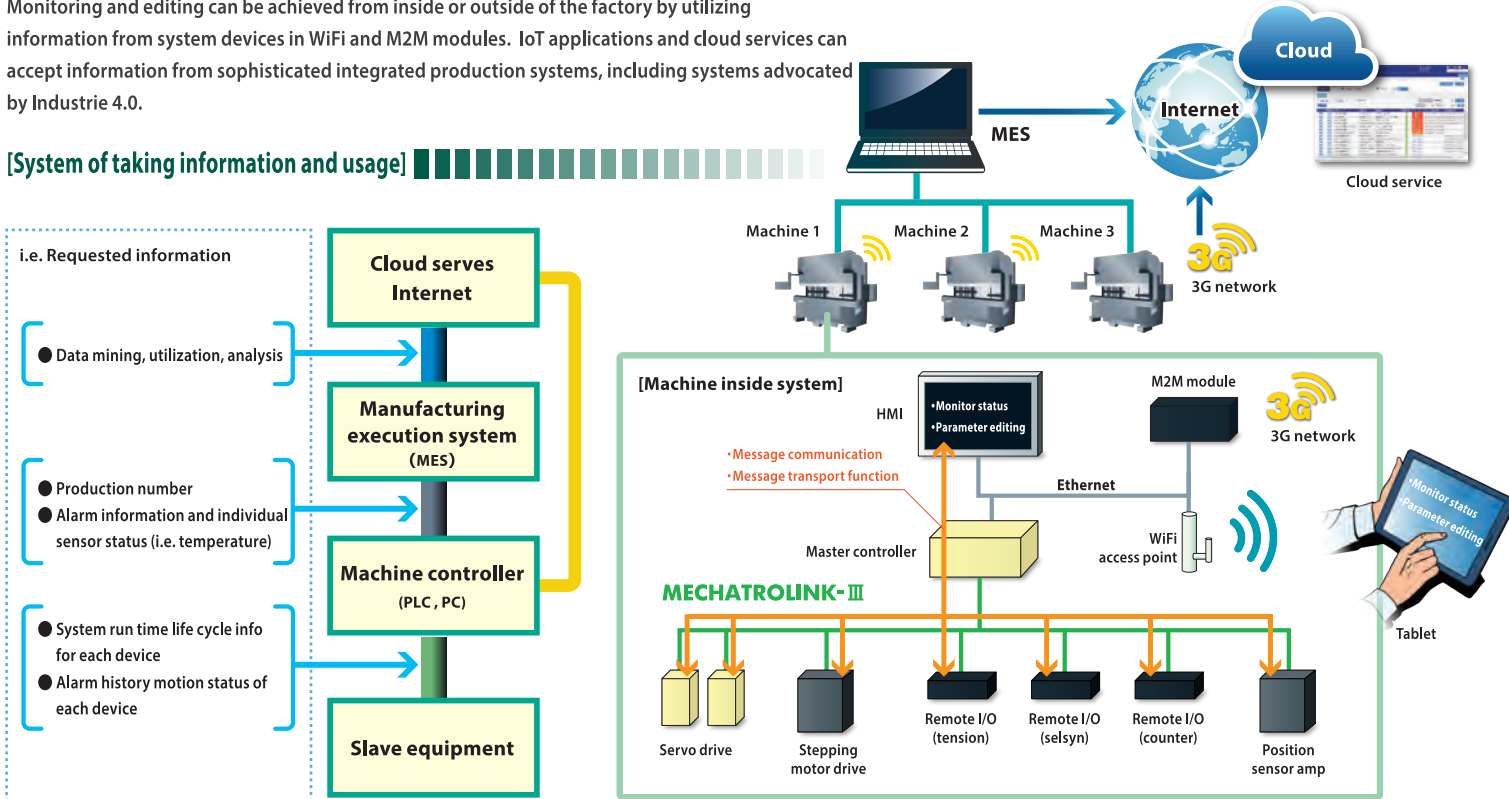 Monitoring and editing can be achieved from inside or outside of the factory by utilizing
information from system devices in WiFi and M2M modules. IoT applications and cloud services can
accept information from sophisticated integrated production systems, including systems advocated
by Industrie 4.0.
[System of taking information and usage]
i.e. Requested information
● Data mining, utilization, analysis
● Production number
● Alarm information and individual
sensor status (i.e. temperature)
● System run time life cycle info
for each device
● Alarm history motion status of
each device
Cloud serves
Internet
Manufacturing
execution system
(MES)
Machine controller
(PLC , PC)
Slave equipment
MES
Internet
Cloud
Cloud service
Machine 1
Machine 2
Machine 3
3G
3G network
[Machine inside system]
HMI
•Monitor status
•Parameter editing
M2M module
3G
3G network
•Message communication
•Message transport function
Ethernet
Master controller
WiFi
access point
•Monitor status
•Parameter editing
Tablet
MECHATROLINK-III
Servo drive
Stepping
motor drive
Remote I/O
(tension)
Remote I/O
(selsyn)
Remote I/O
(counter)
Position
sensor amp